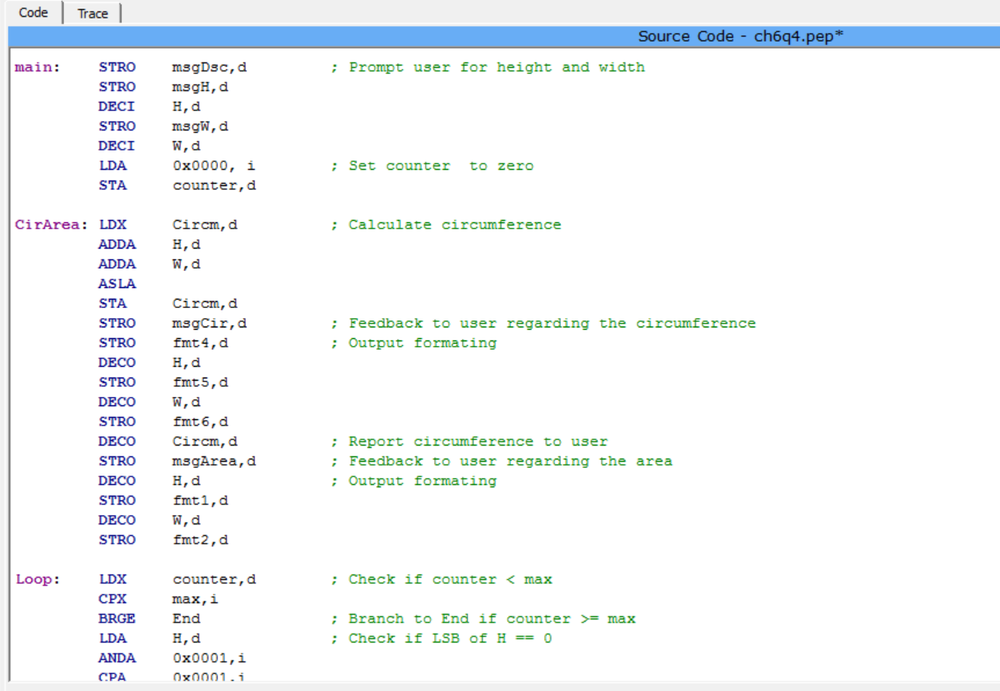 Code Trace
Source Code - ch6q4.pep*
main: STRO msgDsc,d ; Prompt user for height and width
STRO msgH,d
DECI H,d
STRO msgW,d
DECI W,d
LDA 0x0000, i ; Set counter  to zero
STA counter,d
CirArea: LDX Circm,d ; Calculate circumference
ADDA H,d
ADDA W,d
ASLA
STA Circm,d
STRO msgCir,d ; Feedback to user regarding the circumference
STRO fmt4,d ; Output formating
DECO H,d
STRO fmt5,d
DECO W,d
STRO fmt6,d
DECO Circm,d ; Report circumference to user
STRO msgArea,d ; Feedback to user regarding the area
DECO H,d ; Output formating
STRO fmt1,d
DECO W,d
STRO fmt2,d
Loop: LDX counter,d ; Check if counter < max
CPX max,i
BRGE End ; Branch to End if counter >= max
LDA H,d ; Check if LSB of H == 0
ANDA 0x0001,i
CPA 0x0001,i